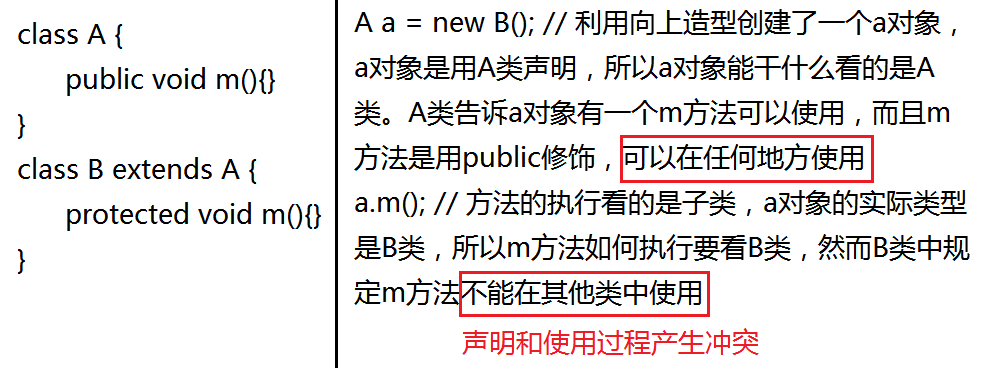 class A {
public void m(){}
}
class B extends A {
protected void m(){}
}
A a = new B(); // 利用向上造型创建了一个a对象，
a对象是用A类声明，所以a对象能干什么看的是A
类。A类告诉a对象有一个m方法可以使用，而且m
方法是用public修饰，可以在任何地方使用
a.m(); // 方法的执行看的是子类，a对象的实际类型
是B类，所以m方法如何执行要看B类，然而B类中规
定m方法不能在其他类中使用
声明和使用过程产生冲突